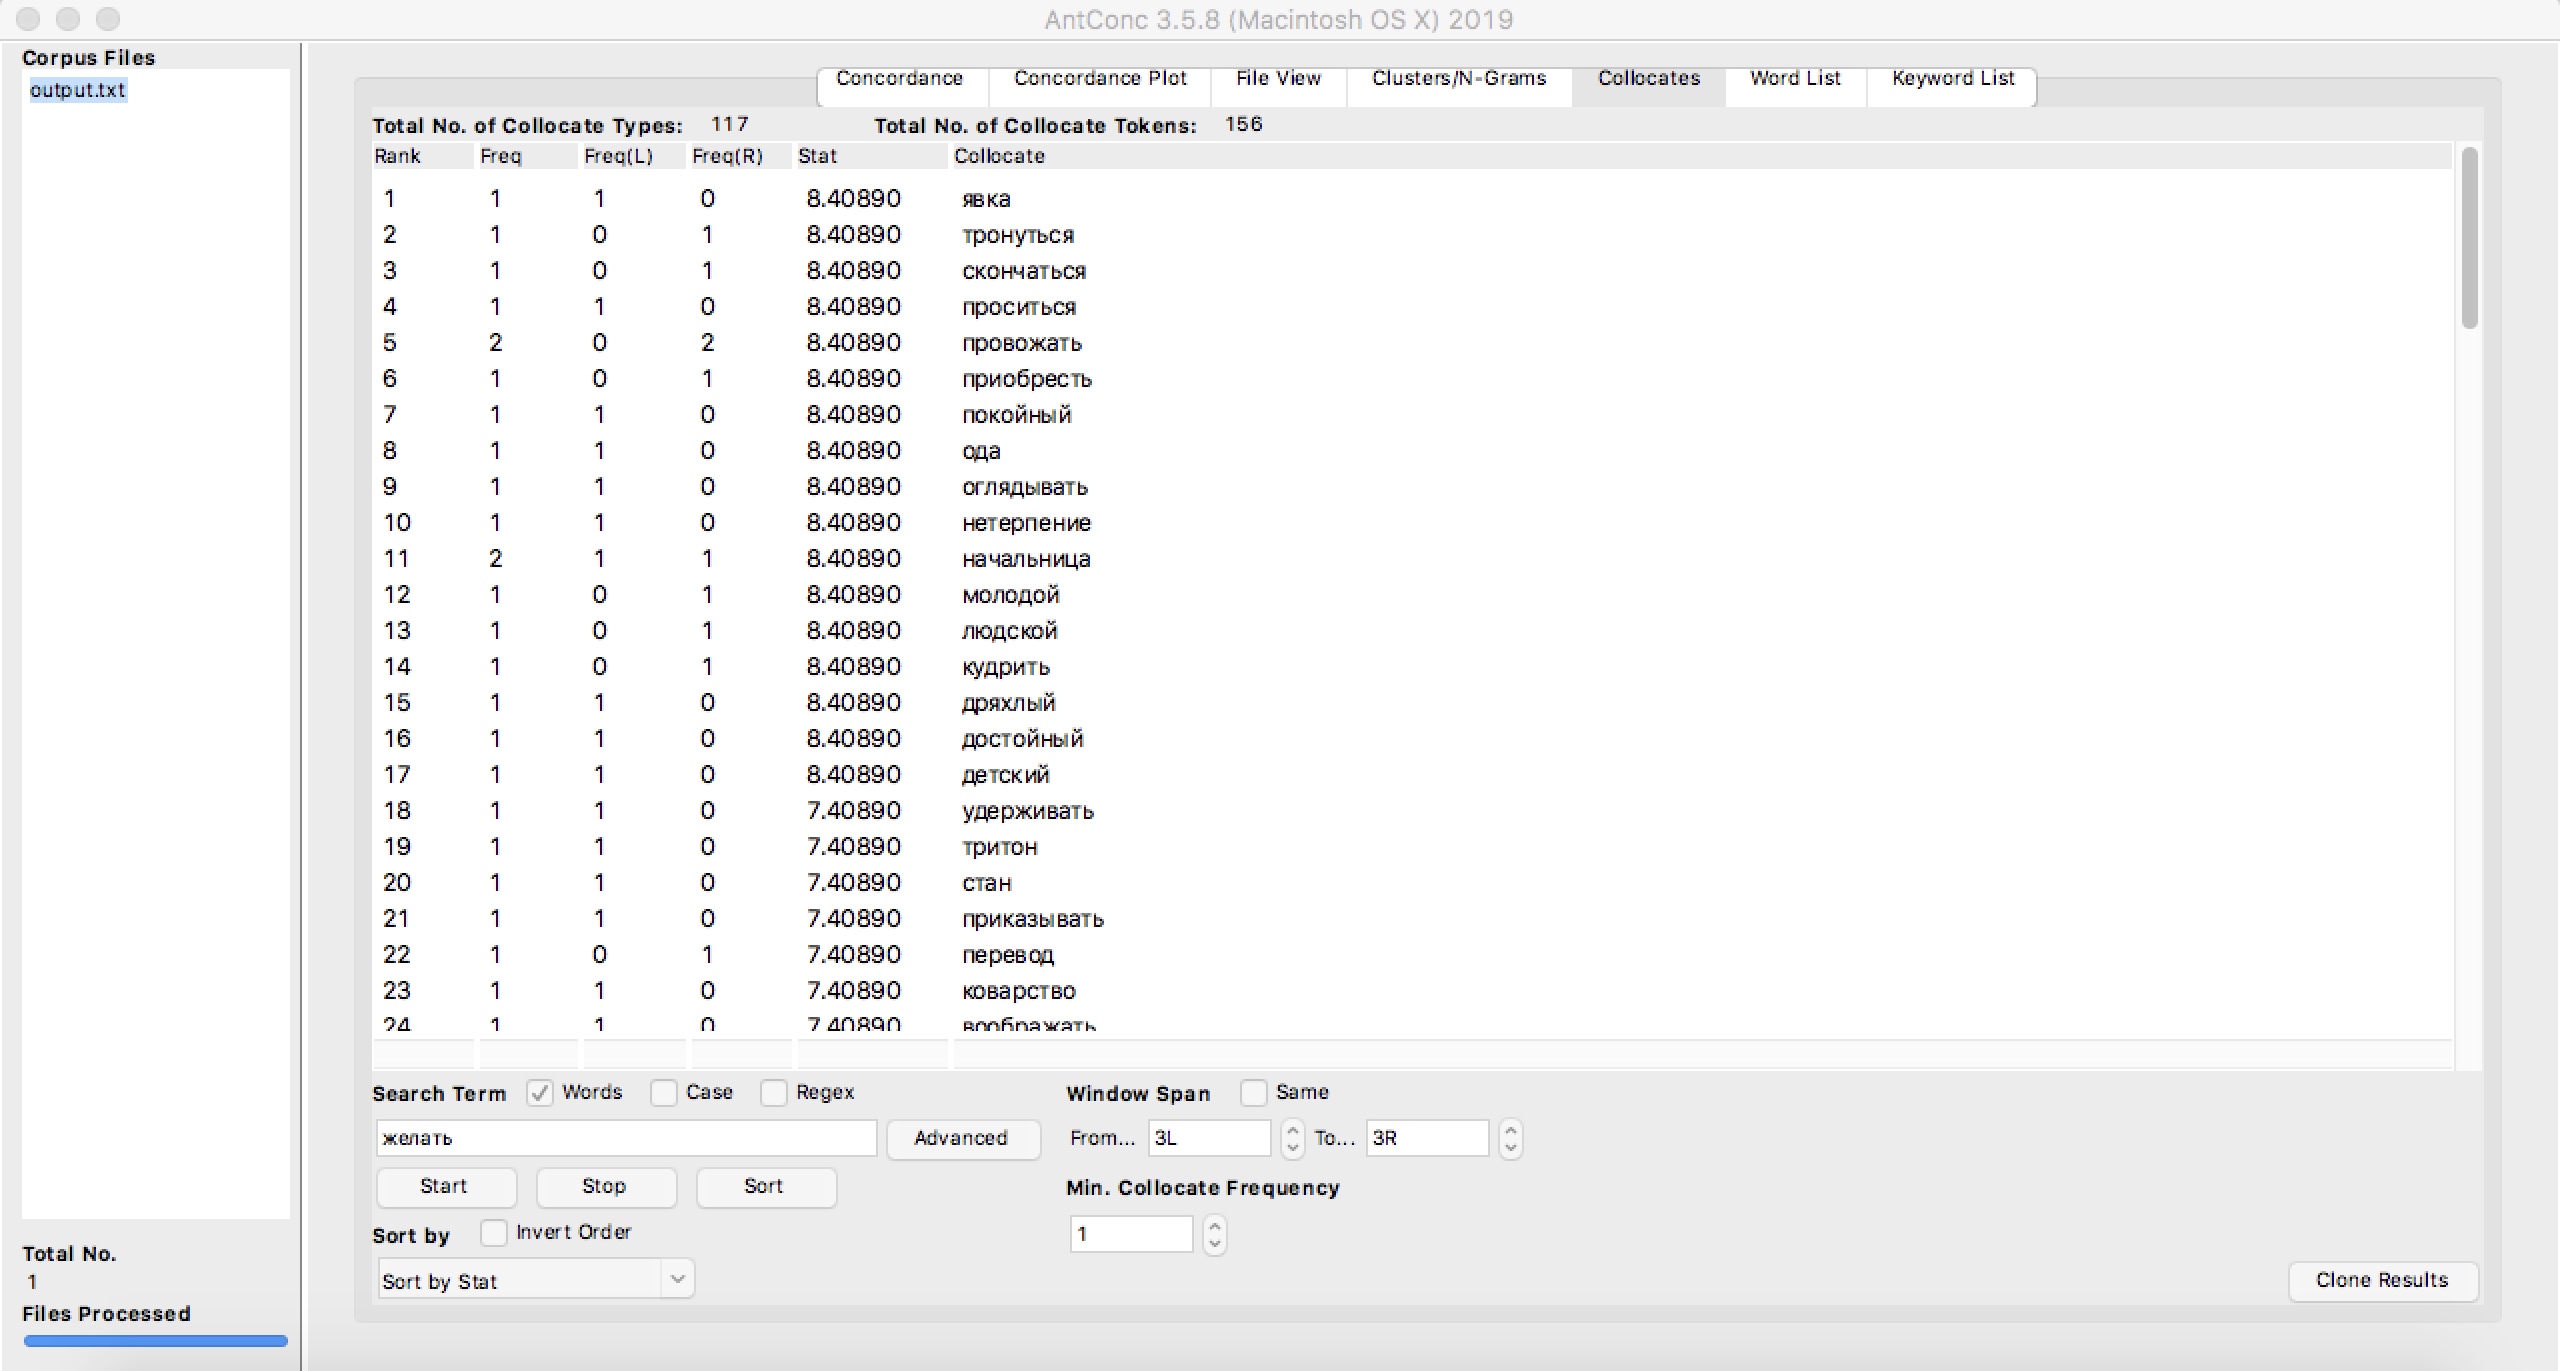 AntConc 3.5.8 (Macintosh OS X) 2019
Corpus Files
output.txt
Concordance Concordance Plot File View Clusters/N-Grams Collocates Word List Keyword List
Total No. of Collocate Types: 117 Total No. of Collocate Tokens: 156
Rank Freq Freq(L) Freq(R) Stat Collocate
1 1 1 0 8.40890 явка
2 1 0 1 8.40890 тронуться
3 1 0 1 8.40890 скончаться
4 1 1 0 8.40890 проситься
5 2 0 2 8.40890 провожать
6 1 0 1 8.40890 приобресть
7 1 1 0 8.40890 покойный
8 1 1 0 8.40890 ода
9 1 1 0 8.40890 оглядывать
10 1 1 0 8.40890 нетерпение
11 2 1 1 8.40890 начальница
12 1 0 1 8.40890 молодой
13 1 0 1 8.40890 людской
14 1 0 1 8.40890 кудрить
15 1 1 0 8.40890 дряхлый
16 1 1 0 8.40890 достойный
17 1 1 0 8.40890 детский
18 1 1 0 7.40890 удерживать
19 1 1 0 7.40890 тритон
20 1 1 0 7.40890 стан
21 1 1 0 7.40890 приказывать
22 1 0 1 7.40890 перевод
23 1 1 0 7.40890 коварство
24 1 1 0 7.40890 воображать
Search Term Words Case Regex
желать Advanced
Start Stop Sort
Sort by Invert Order
Sort by Stat
Window Span Same
From... 3L To... 3R
Min. Collocate Frequency
1
Clone Results
Total No.
1
Files Processed